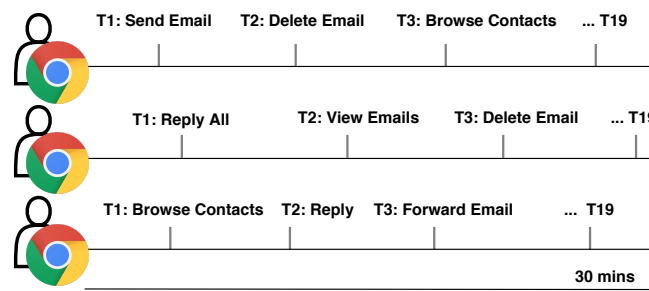 T1: Send Email T2: Delete Email T3: Browse Contacts ... T19
T1: Reply All T2: View Emails T3: Delete Email ... T19
T1: Browse Contacts T2: Reply T3: Forward Email ... T19
30 mins